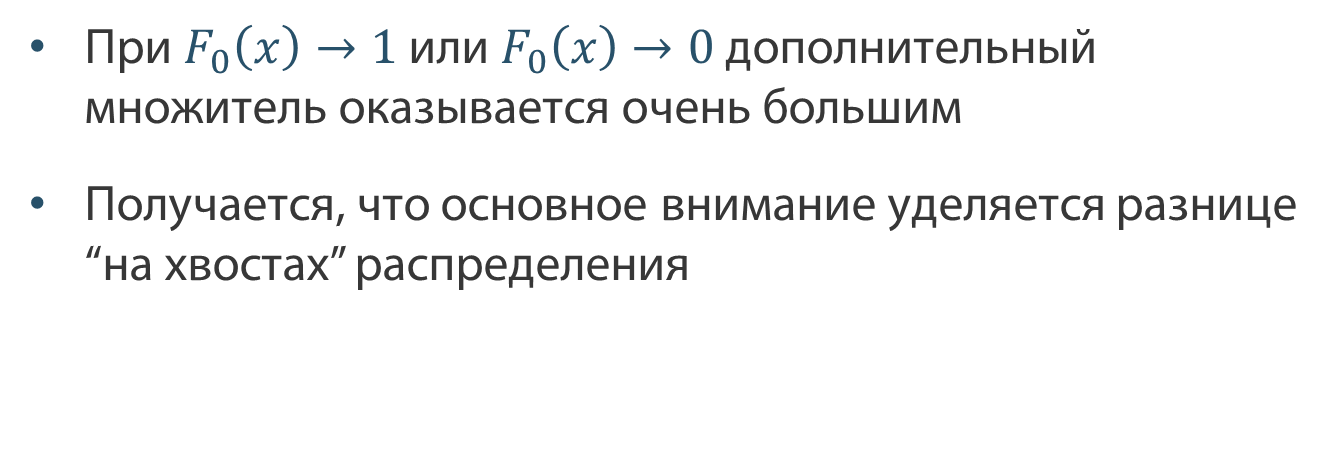 • При F₀(x) → 1 или F₀(x) → 0 дополнительный
множитель оказывается очень большим
• Получается, что основное внимание уделяется разнице
“на хвостах” распределения